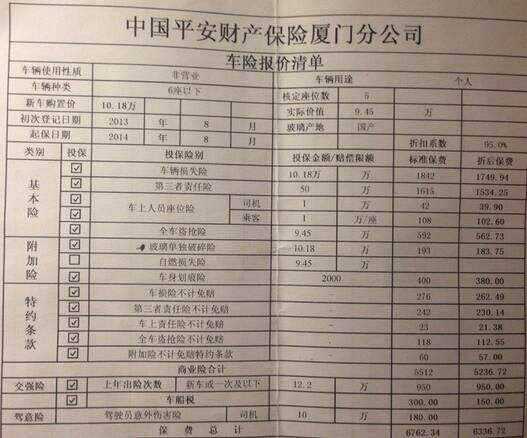 中国平安财产保险厦门分公司
车险报价清单
车辆使用性质 非营业 车辆用途 个人
车辆种类 6座以下 核定座位数 5
新车购置价 10.18万 实际价值 9.45 万
初次登记日期 2013 年 8 月 玻璃产地 国产
起保日期 2014 年 8 月 折扣系数 95.0%
类别 投保 投保险别 投保金额/赔偿限额 标准保费 折后保费
基本险 车辆损失险 10.18万 万 1842 1749.94
第三者责任险 50 万 1615 1534.25
车上人员座位险 司机 1 万 42 39.90
乘客 1 万/座 108 102.60
全车盗抢险 9.45 万 592 562.73
附加险 玻璃单独破碎险 10.18 万 193 183.75
自燃损失险 9.45 万
车身划痕险 2000 400 380.00
特约条款 车损险不计免赔 276 262.49
第三者责任险不计免赔 242 230.14
车上责任险不计免赔 23 21.38
全车盗抢险不计免赔 118 112.55
附加险不计免赔特约条款 60 57.00
商业险合计 5512 5236.72
交强险 上年出险次数 新车或一次及以下 12.2 万 950 950.00
车船税 300.00 150.00
驾意险 驾驶员意外伤害险 司机 10 万 180.00
保费总计 6762.34 6336.72